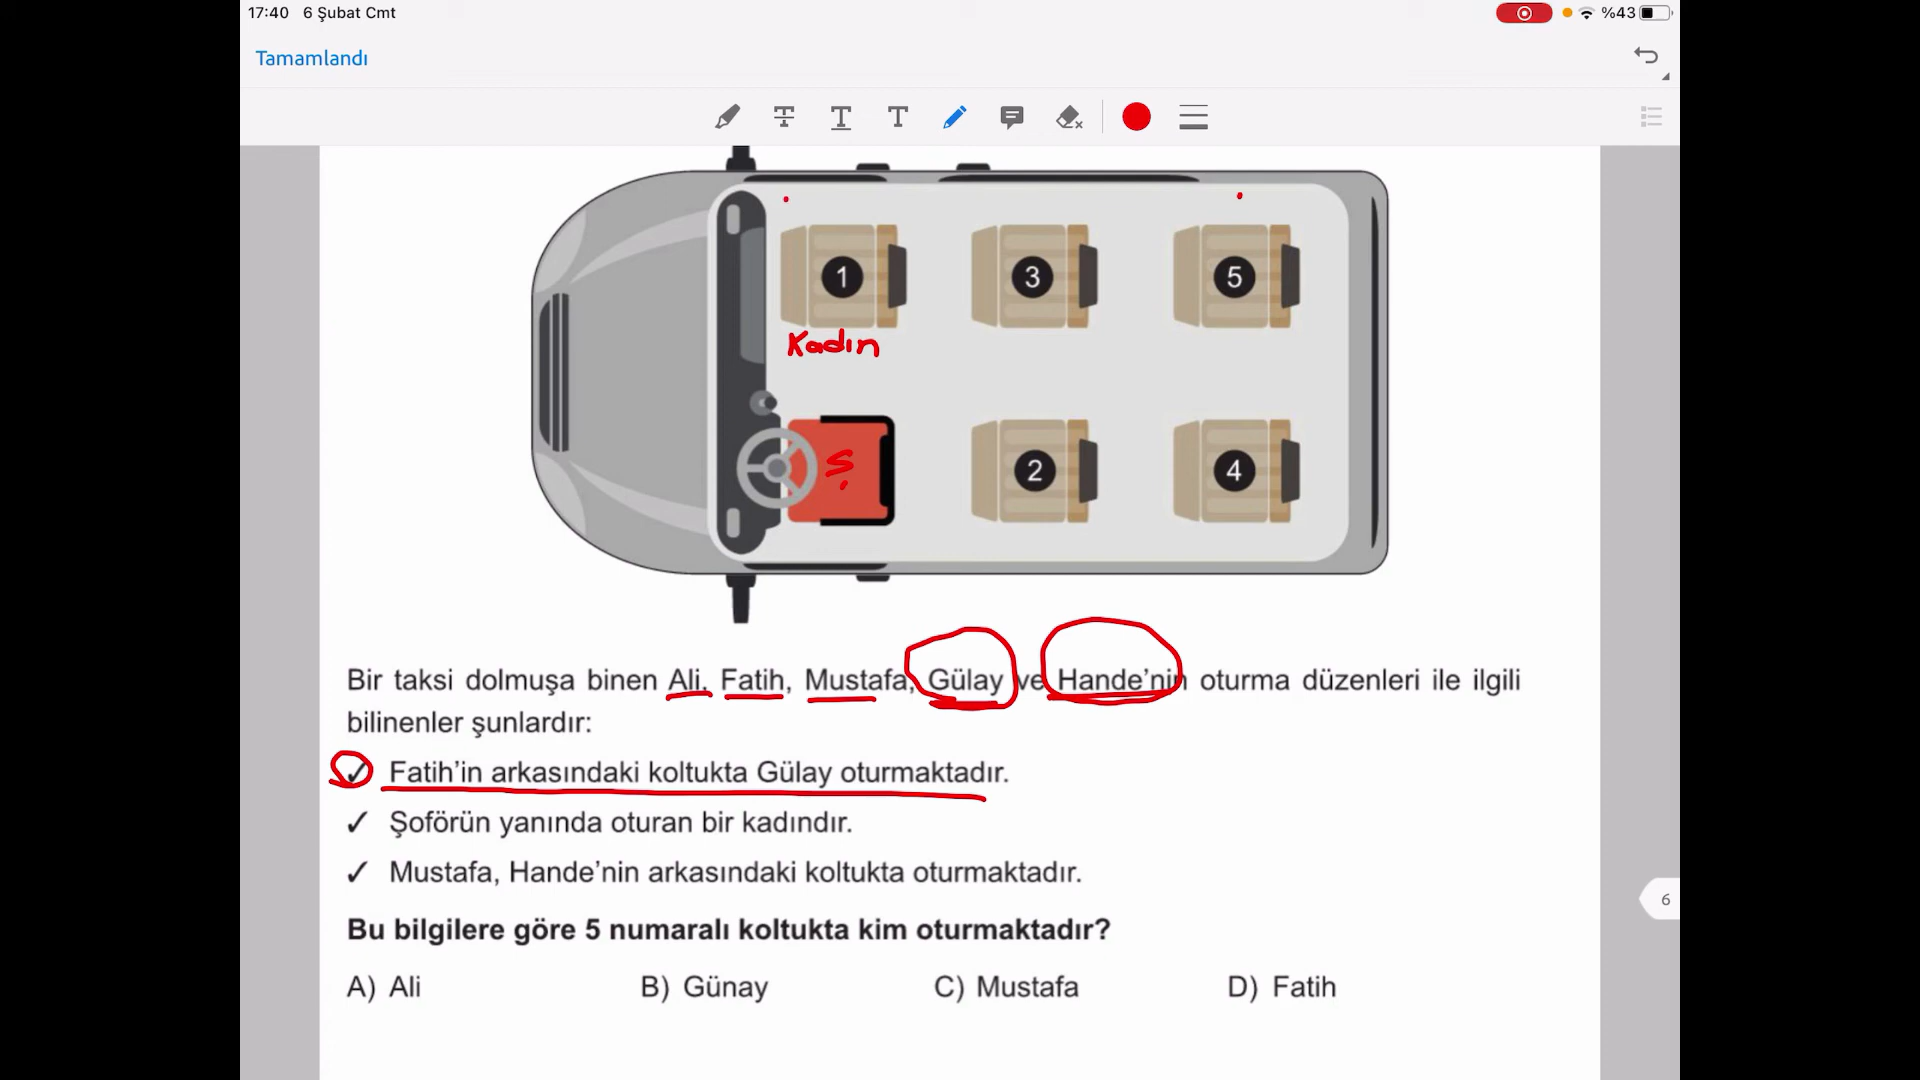 17:40 6 Şubat Cmt %43
Tamamlandı
T T T
1 3 5
Kadın
Ş
2 4
Bir taksi dolmuşa binen Ali, Fatih, Mustafa, Gülay ve Hande’nin oturma düzenleri ile ilgili
bilinenler şunlardır:
✓ Fatih’in arkasındaki koltukta Gülay oturmaktadır.
✓ Şoförün yanında oturan bir kadındır.
✓ Mustafa, Hande’nin arkasındaki koltukta oturmaktadır.
6
Bu bilgilere göre 5 numaralı koltukta kim oturmaktadır?
A) Ali B) Günay C) Mustafa D) Fatih